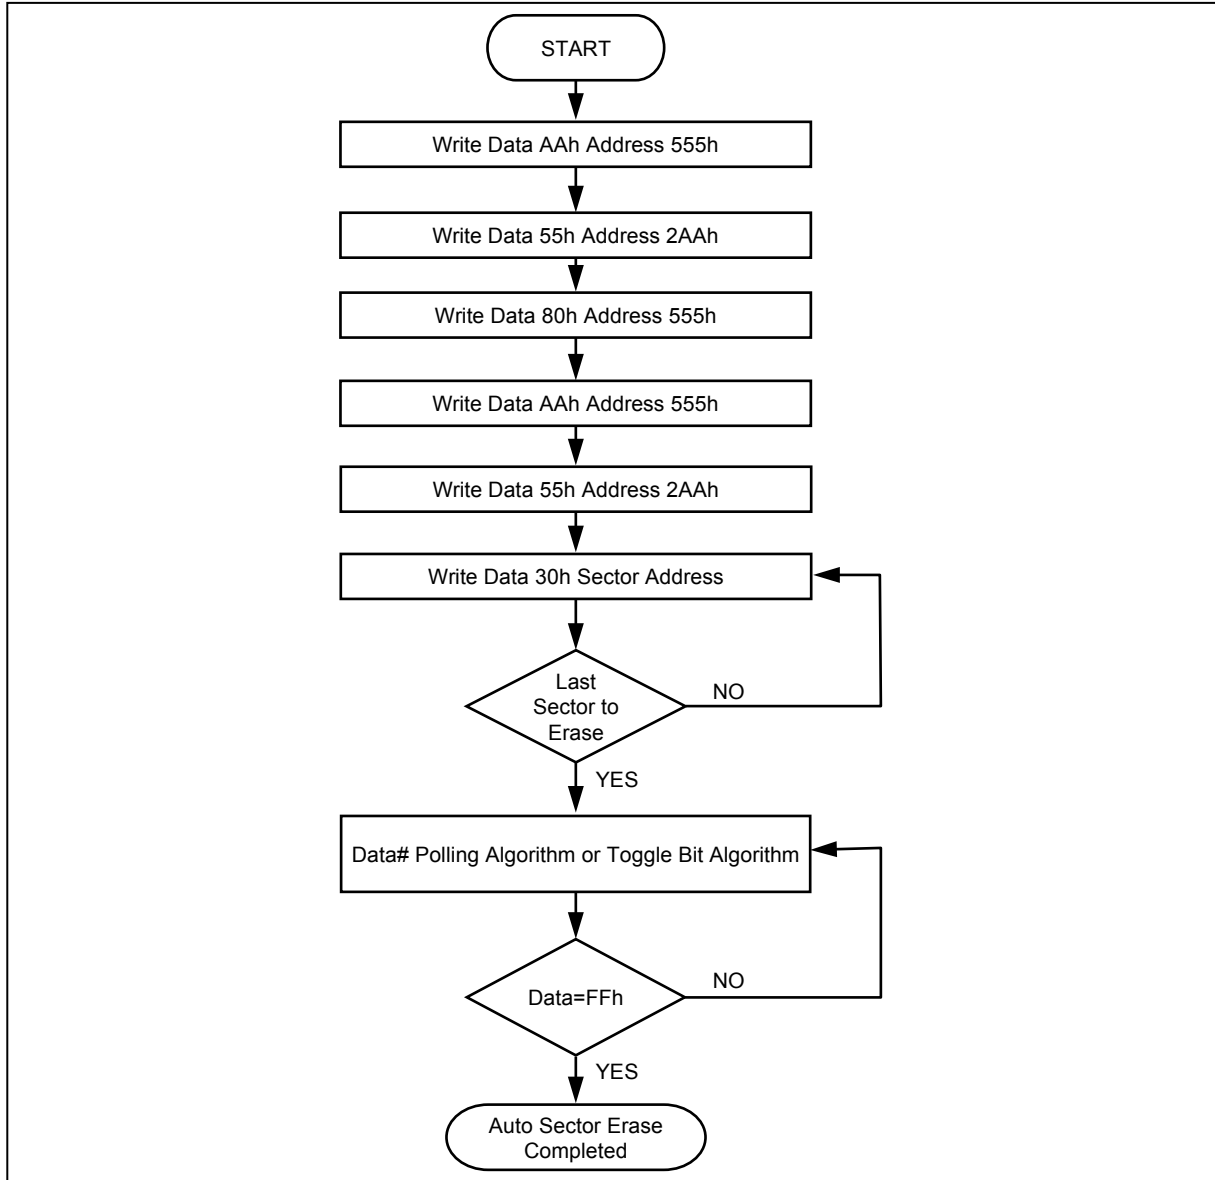 START
Write Data AAh Address 555h
Write Data 55h Address 2AAh
Write Data 80h Address 555h
Write Data AAh Address 555h
Write Data 55h Address 2AAh
Write Data 30h Sector Address
Last
Sector to
Erase
NO
YES
Data# Polling Algorithm or Toggle Bit Algorithm
Data=FFh
NO
YES
Auto Sector Erase
Completed